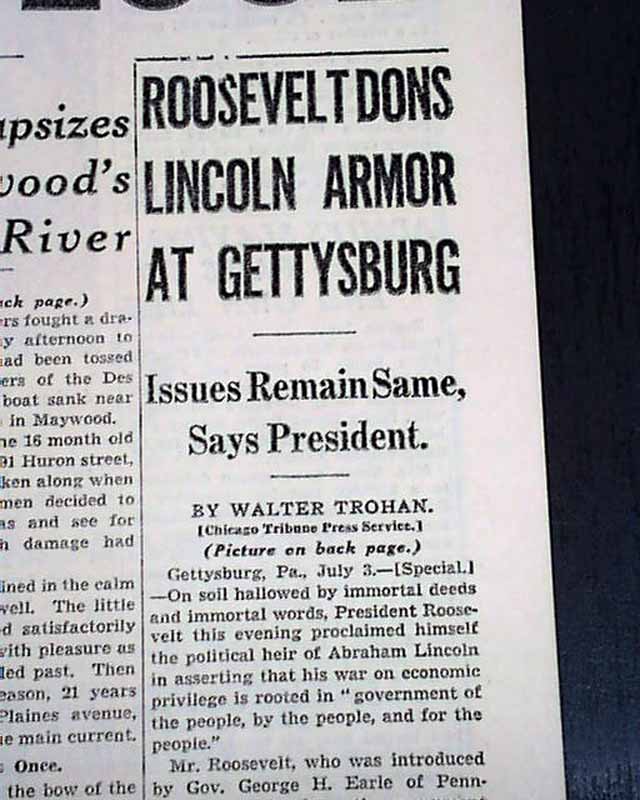 apsizes
wood's
River
ack page.)
rs fought a dra-
y afternoon to
ad been tossed
ers of the Des
boat sank near
in Maywood.
he 16 month old
91 Huron street,
ken along when
men decided to
as and see for
h damage had
ined in the calm
well. The little
d satisfactorily
with pleasure as
led past. Then
eason, 21 years
Plaines avenue,
e main current.
Once.
the bow of the
ROOSEVELT DONS
LINCOLN ARMOR
AT GETTYSBURG
Issues Remain Same,
Says President.
BY WALTER TROHAN.
[Chicago Tribune Press Service.]
(Picture on back page.)
Gettysburg, Pa., July 3.—[Special.]
—On soil hallowed by immortal deeds
and immortal words, President Roose-
velt this evening proclaimed himself
the political heir of Abraham Lincoln
in asserting that his war on economic
privilege is rooted in "government of
the people, by the people, and for the
people."
Mr. Roosevelt, who was introduced
by Gov. George H. Earle of Penn-